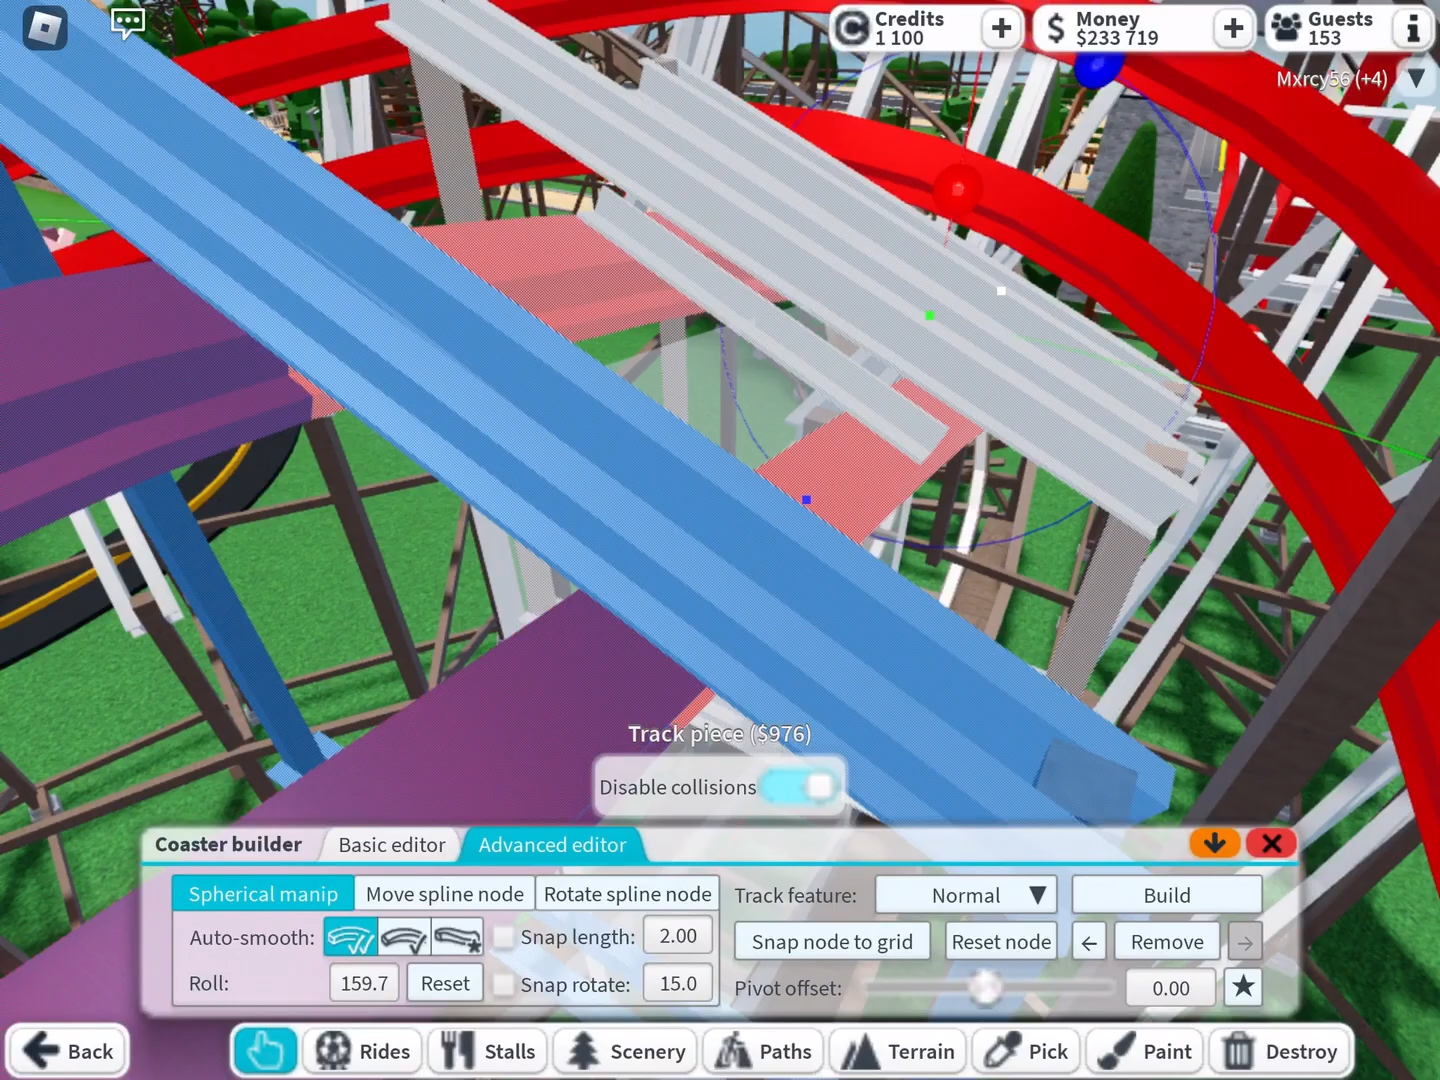 Credits
1 100
Money
$233 719
Guests
153
Mxrcy56 (+4)
Track piece ($976)
Disable collisions
Coaster builder
Basic editor
Advanced editor
Spherical manip
Move spline node
Rotate spline node
Track feature:
Normal
Build
Auto-smooth:
Snap length:
2.00
Snap node to grid
Reset node
Remove
Roll:
159.7
Reset
Snap rotate:
15.0
Pivot offset:
0.00
Back
Rides
Stalls
Scenery
Paths
Terrain
Pick
Paint
Destroy